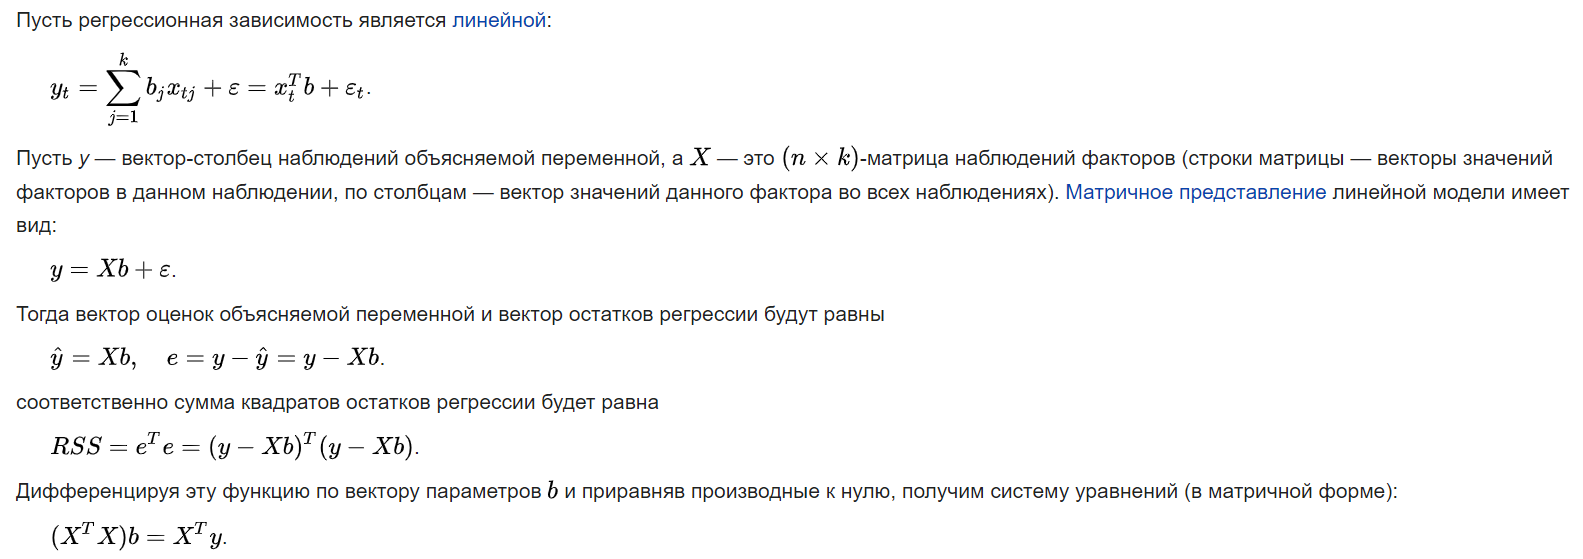 Пусть регрессионная зависимость является линейной:
$y_t = \sum_{j=1}^{k} b_j x_{tj} + \varepsilon = x_t^T b + \varepsilon_t.$
Пусть y — вектор-столбец наблюдений объясняемой переменной, а $X$ — это $(n \times k)$-матрица наблюдений факторов (строки матрицы — векторы значений
факторов в данном наблюдении, по столбцам — вектор значений данного фактора во всех наблюдениях). Матричное представление линейной модели имеет
вид:
$y = Xb + \varepsilon.$
Тогда вектор оценок объясняемой переменной и вектор остатков регрессии будут равны
$\hat{y} = Xb, \quad e = y - \hat{y} = y - Xb.$
соответственно сумма квадратов остатков регрессии будет равна
$RSS = e^T e = (y - Xb)^T (y - Xb).$
Дифференцируя эту функцию по вектору параметров $b$ и приравняв производные к нулю, получим систему уравнений (в матричной форме):
$(X^T X)b = X^T y.$